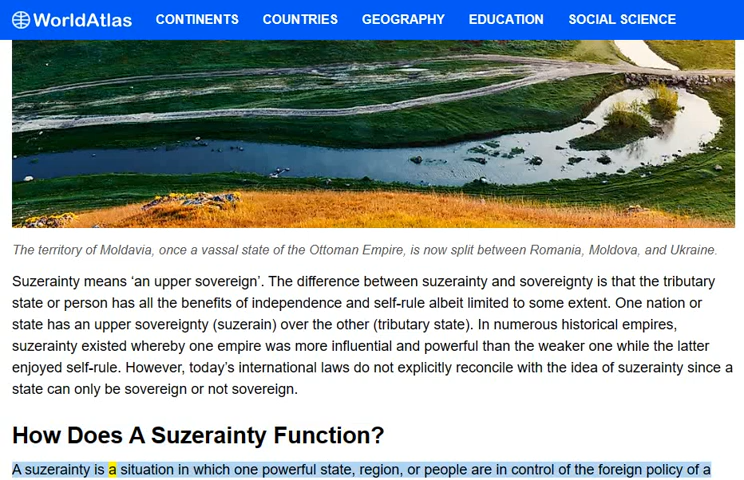 WorldAtlas CONTINENTS COUNTRIES GEOGRAPHY EDUCATION SOCIAL SCIENCE
The territory of Moldavia, once a vassal state of the Ottoman Empire, is now split between Romania, Moldova, and Ukraine.
Suzerainty means ‘an upper sovereign’. The difference between suzerainty and sovereignty is that the tributary
state or person has all the benefits of independence and self-rule albeit limited to some extent. One nation or
state has an upper sovereignty (suzerain) over the other (tributary state). In numerous historical empires,
suzerainty existed whereby one empire was more influential and powerful than the weaker one while the latter
enjoyed self-rule. However, today’s international laws do not explicitly reconcile with the idea of suzerainty since a
state can only be sovereign or not sovereign.
How Does A Suzerainty Function?
A suzerainty is a situation in which one powerful state, region, or people are in control of the foreign policy of a